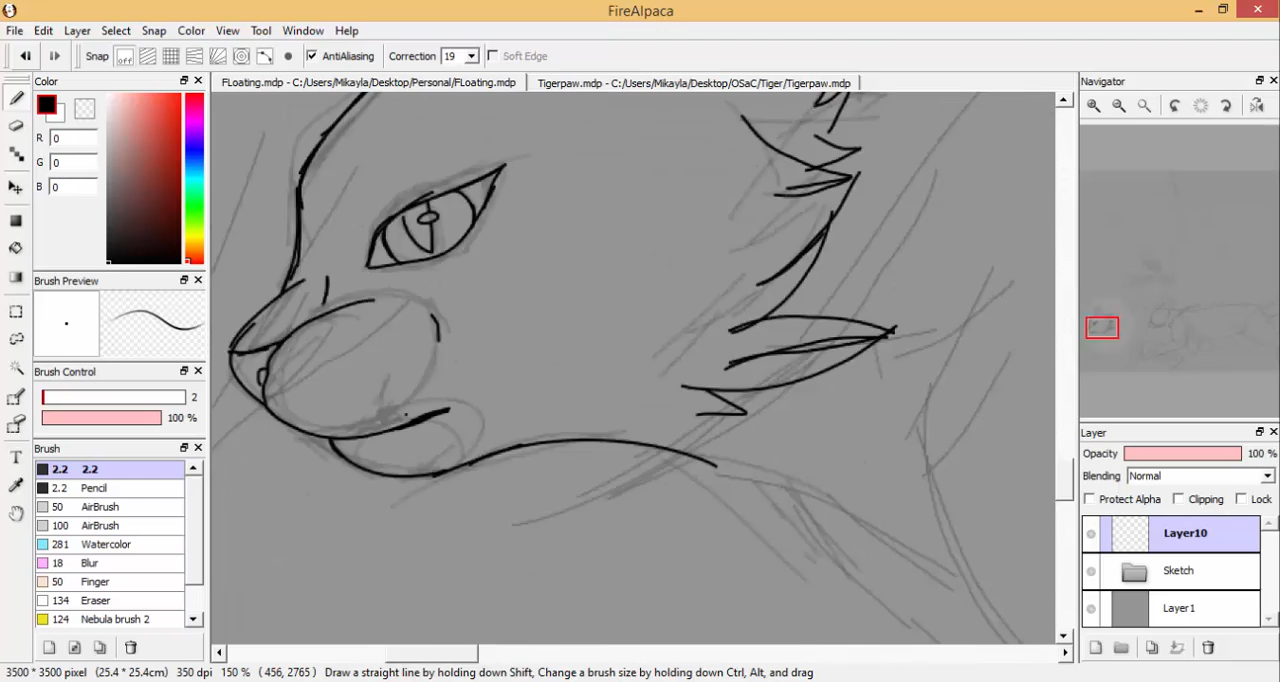 FireAlpaca
File Edit Layer Select Snap Color View Tool Window Help
Snap off AntiAliasing Correction 19 Soft Edge
Color
FLoating.mdp - C:/Users/Mikayla/Desktop/Personal/FLoating.mdp
Tigerpaw.mdp - C:/Users/Mikayla/Desktop/OSaC/Tiger/Tigerpaw.mdp
Navigator
R 0
G 0
B 0
Brush Preview
Brush Control
2
100 %
Brush
2.2 2.2
2.2 Pencil
50 AirBrush
100 AirBrush
281 Watercolor
18 Blur
50 Finger
134 Eraser
124 Nebula brush 2
T
Layer
Opacity 100 %
Blending Normal
Protect Alpha Clipping Lock
Layer10
Sketch
Layer1
3500 * 3500 pixel (25.4 * 25.4cm) 350 dpi 150 % (456, 2765) Draw a straight line by holding down Shift, Change a brush size by holding down Ctrl, Alt, and drag